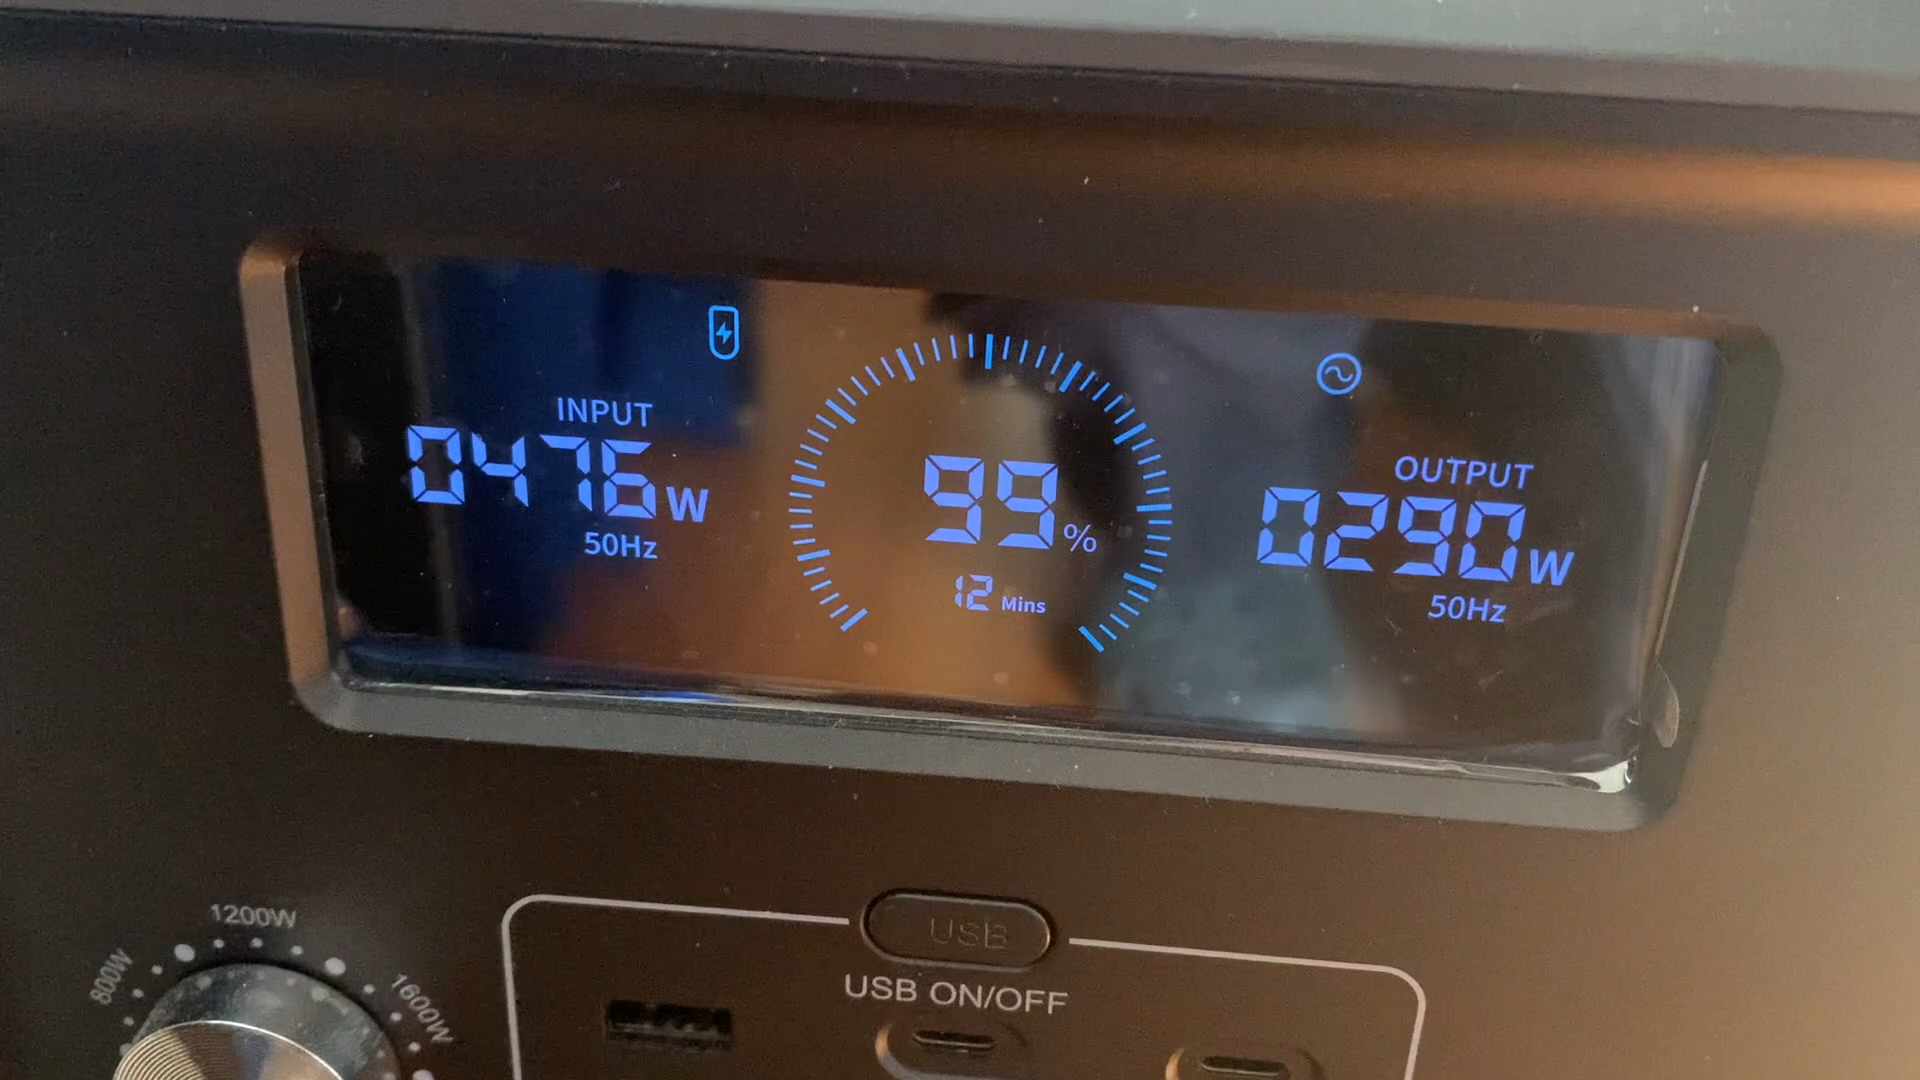 INPUT
0476W
50Hz
99%
12 Mins
OUTPUT
0290W
50Hz
800W
1200W
1600W
USB
USB ON/OFF